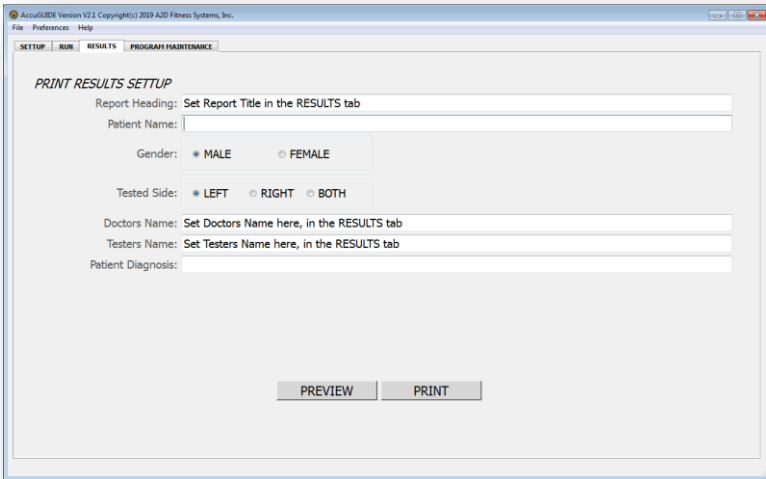 AccuGUIDE Version V2.1 Copyright(c) 2019 A2D Fitness Systems, Inc.
File Preferences Help
SETTUP RUN RESULTS PROGRAM MAINTENANCE
PRINT RESULTS SETTUP
Report Heading: Set Report Title in the RESULTS tab
Patient Name:
Gender: MALE FEMALE
Tested Side: LEFT RIGHT BOTH
Doctors Name: Set Doctors Name here, in the RESULTS tab
Testers Name: Set Testers Name here, in the RESULTS tab
Patient Diagnosis:
PREVIEW PRINT